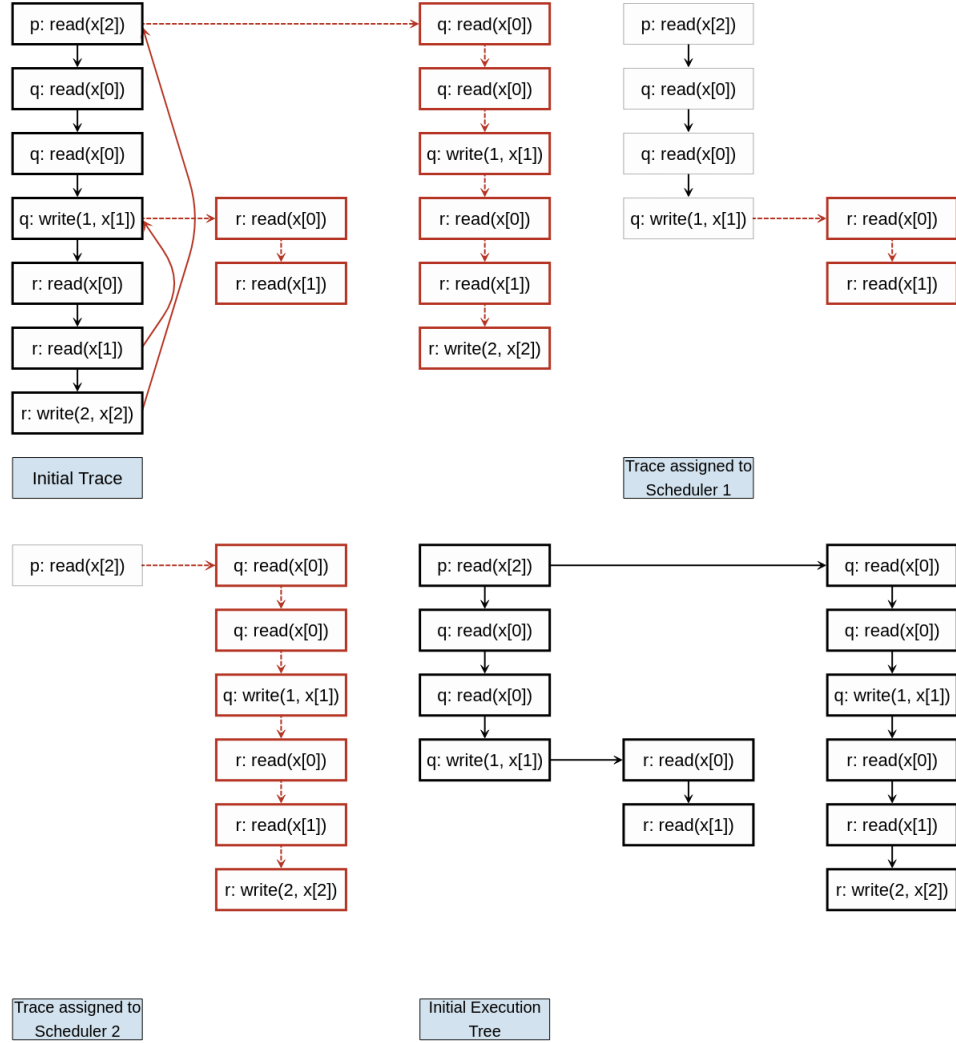 p: read(x[2])
q: read(x[0])
p: read(x[2])
q: read(x[0])
q: read(x[0])
q: read(x[0])
q: read(x[0])
q: write(1, x[1])
q: read(x[0])
q: write(1, x[1])
r: read(x[0])
r: read(x[0])
q: write(1, x[1])
r: read(x[0])
r: read(x[0])
r: read(x[1])
r: read(x[1])
r: read(x[1])
r: read(x[1])
r: write(2, x[2])
r: write(2, x[2])
Initial Trace
Trace assigned to
Scheduler 1
p: read(x[2])
q: read(x[0])
p: read(x[2])
q: read(x[0])
q: read(x[0])
q: read(x[0])
q: read(x[0])
q: write(1, x[1])
q: read(x[0])
q: write(1, x[1])
r: read(x[0])
q: write(1, x[1])
r: read(x[0])
r: read(x[0])
r: read(x[1])
r: read(x[1])
r: read(x[1])
r: write(2, x[2])
r: write(2, x[2])
Trace assigned to
Scheduler 2
Initial Execution
Tree